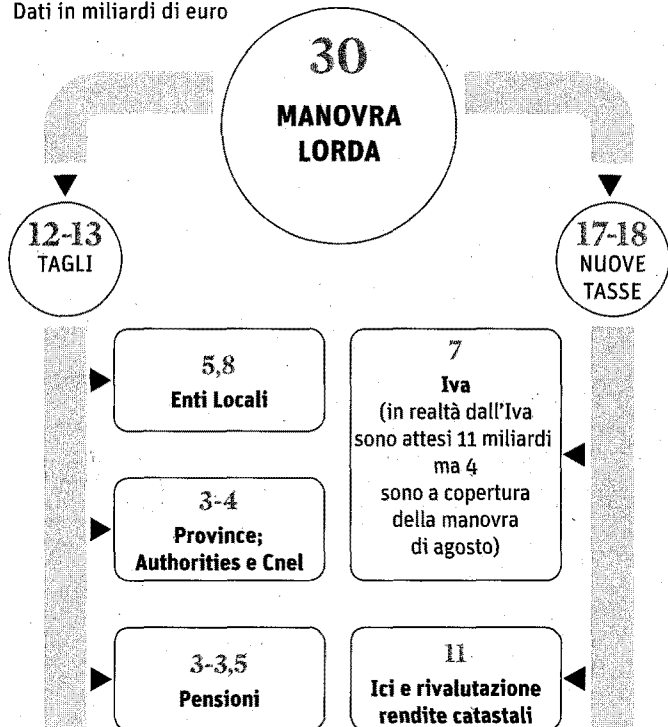 Dati in miliardi di euro
30
MANOVRA
LORDA
12-13
TAGLI
17-18
NUOVE
TASSE
5,8
Enti Locali
3-4
Province;
Authorities e Cnel
3-3,5
Pensioni
7
Iva
(in realtà dall'Iva
sono attesi 11 miliardi
ma 4
sono a copertura
della manovra
di agosto)
11
Ici e rivalutazione
rendite catastali